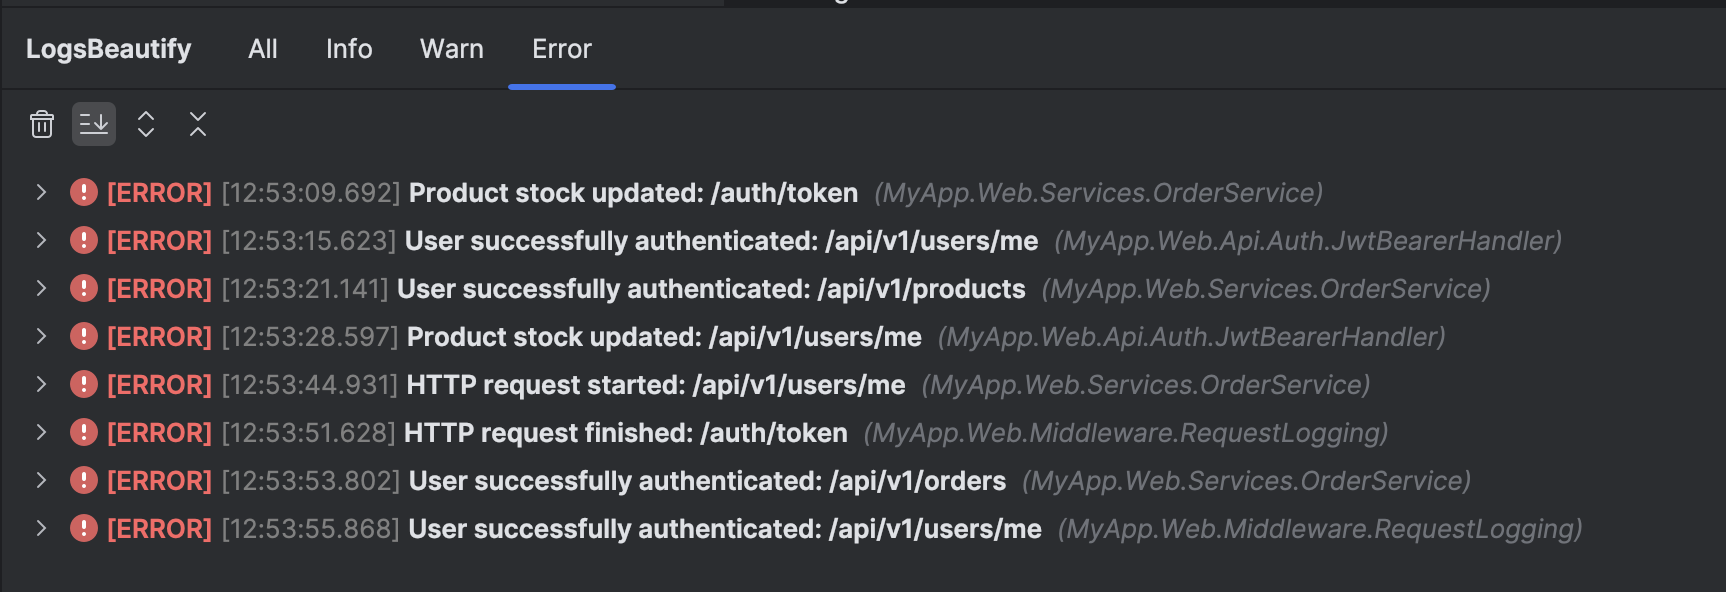 LogsBeautify All Info Warn Error
[ERROR] [12:53:09.692] Product stock updated: /auth/token (MyApp.Web.Services.OrderService)
[ERROR] [12:53:15.623] User successfully authenticated: /api/v1/users/me (MyApp.Web.Api.Auth.JwtBearerHandler)
[ERROR] [12:53:21.141] User successfully authenticated: /api/v1/products (MyApp.Web.Services.OrderService)
[ERROR] [12:53:28.597] Product stock updated: /api/v1/users/me (MyApp.Web.Api.Auth.JwtBearerHandler)
[ERROR] [12:53:44.931] HTTP request started: /api/v1/users/me (MyApp.Web.Services.OrderService)
[ERROR] [12:53:51.628] HTTP request finished: /auth/token (MyApp.Web.Middleware.RequestLogging)
[ERROR] [12:53:53.802] User successfully authenticated: /api/v1/orders (MyApp.Web.Services.OrderService)
[ERROR] [12:53:55.868] User successfully authenticated: /api/v1/users/me (MyApp.Web.Middleware.RequestLogging)